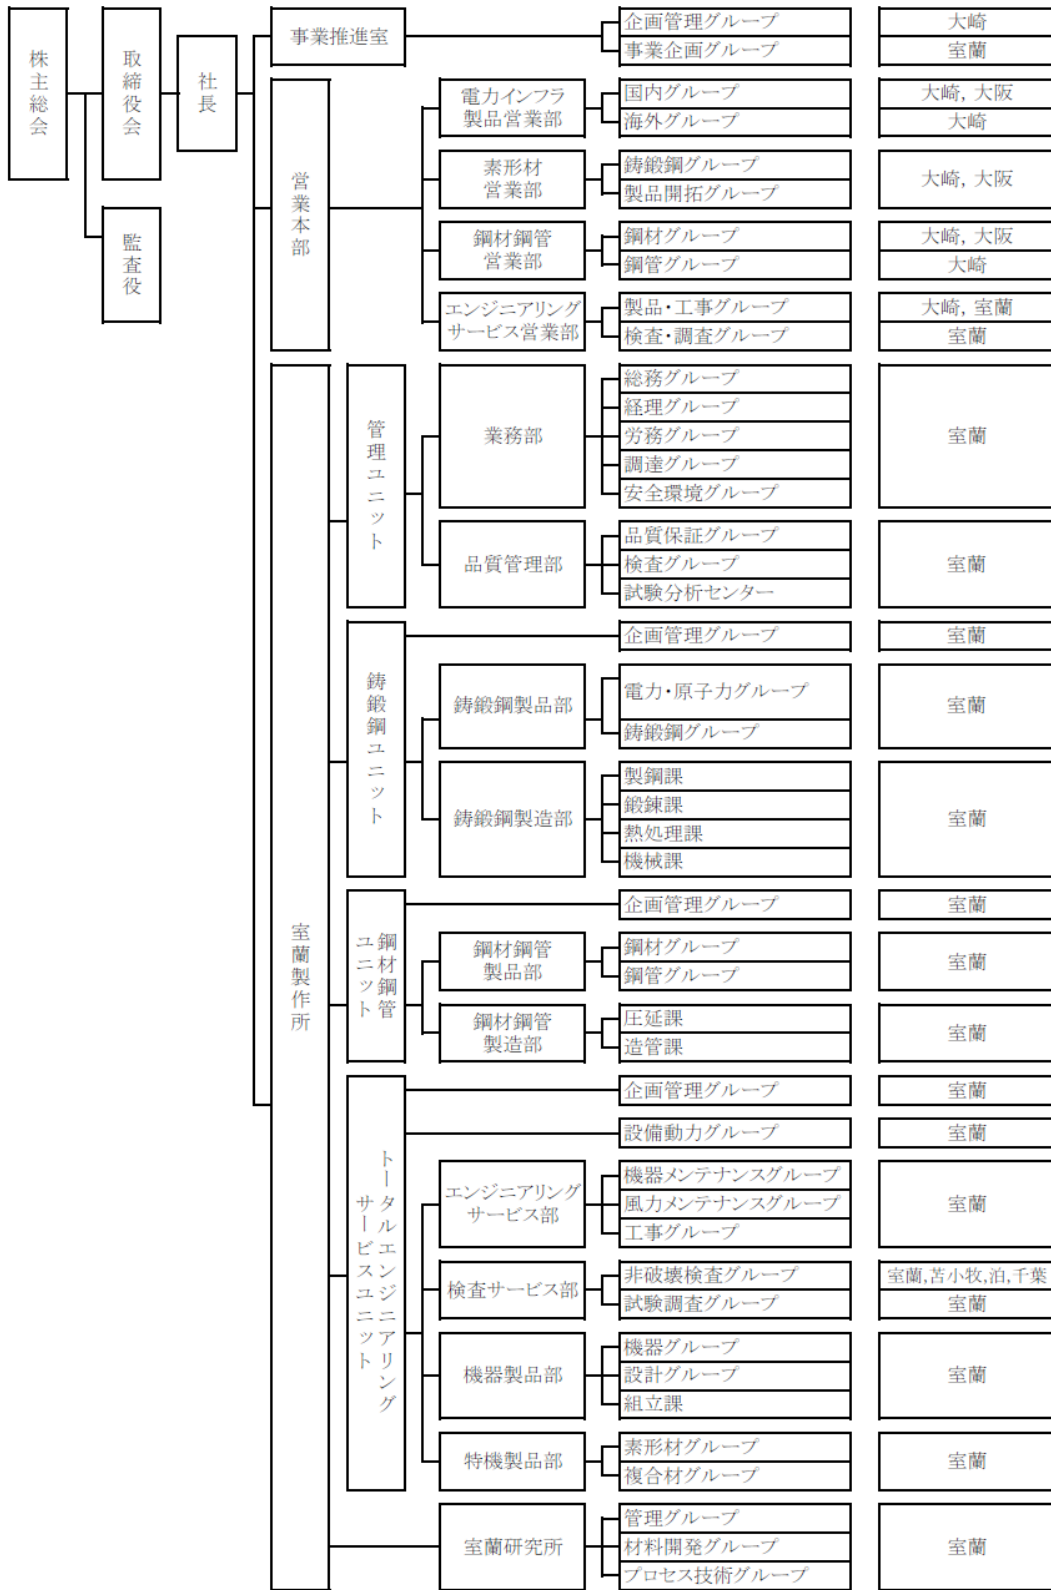 株主総会
取締役会
監査役
社長
事業推進室
企画管理グループ
大崎
事業企画グループ
室蘭
営業本部
電力インフラ
製品営業部
国内グループ
大崎, 大阪
海外グループ
大崎
素形材
営業部
鋳鍛鋼グループ
製品開拓グループ
大崎, 大阪
鋼材鋼管
営業部
鋼材グループ
大崎, 大阪
鋼管グループ
大崎
エンジニアリング
サービス営業部
製品・工事グループ
大崎, 室蘭
検査・調査グループ
室蘭
室蘭製作所
管理ユニット
業務部
総務グループ
経理グループ
労務グループ
調達グループ
安全環境グループ
室蘭
品質管理部
品質保証グループ
検査グループ
試験分析センター
室蘭
鋳鍛鋼ユニット
企画管理グループ
室蘭
鋳鍛鋼製品部
電力・原子力グループ
鋳鍛鋼グループ
室蘭
鋳鍛鋼製造部
製鋼課
鍛錬課
熱処理課
機械課
室蘭
鋼材鋼管
ユニット
企画管理グループ
室蘭
鋼材鋼管
製品部
鋼材グループ
鋼管グループ
室蘭
鋼材鋼管
製造部
圧延課
造管課
室蘭
トータルエンジニアリング
サービスユニット
企画管理グループ
室蘭
設備動力グループ
室蘭
エンジニアリング
サービス部
機器メンテナンスグループ
風力メンテナンスグループ
工事グループ
室蘭
検査サービス部
非破壊検査グループ
室蘭,苫小牧,泊,千葉
試験調査グループ
室蘭
機器製品部
機器グループ
設計グループ
組立課
室蘭
特機製品部
素形材グループ
複合材グループ
室蘭
室蘭研究所
管理グループ
材料開発グループ
プロセス技術グループ
室蘭